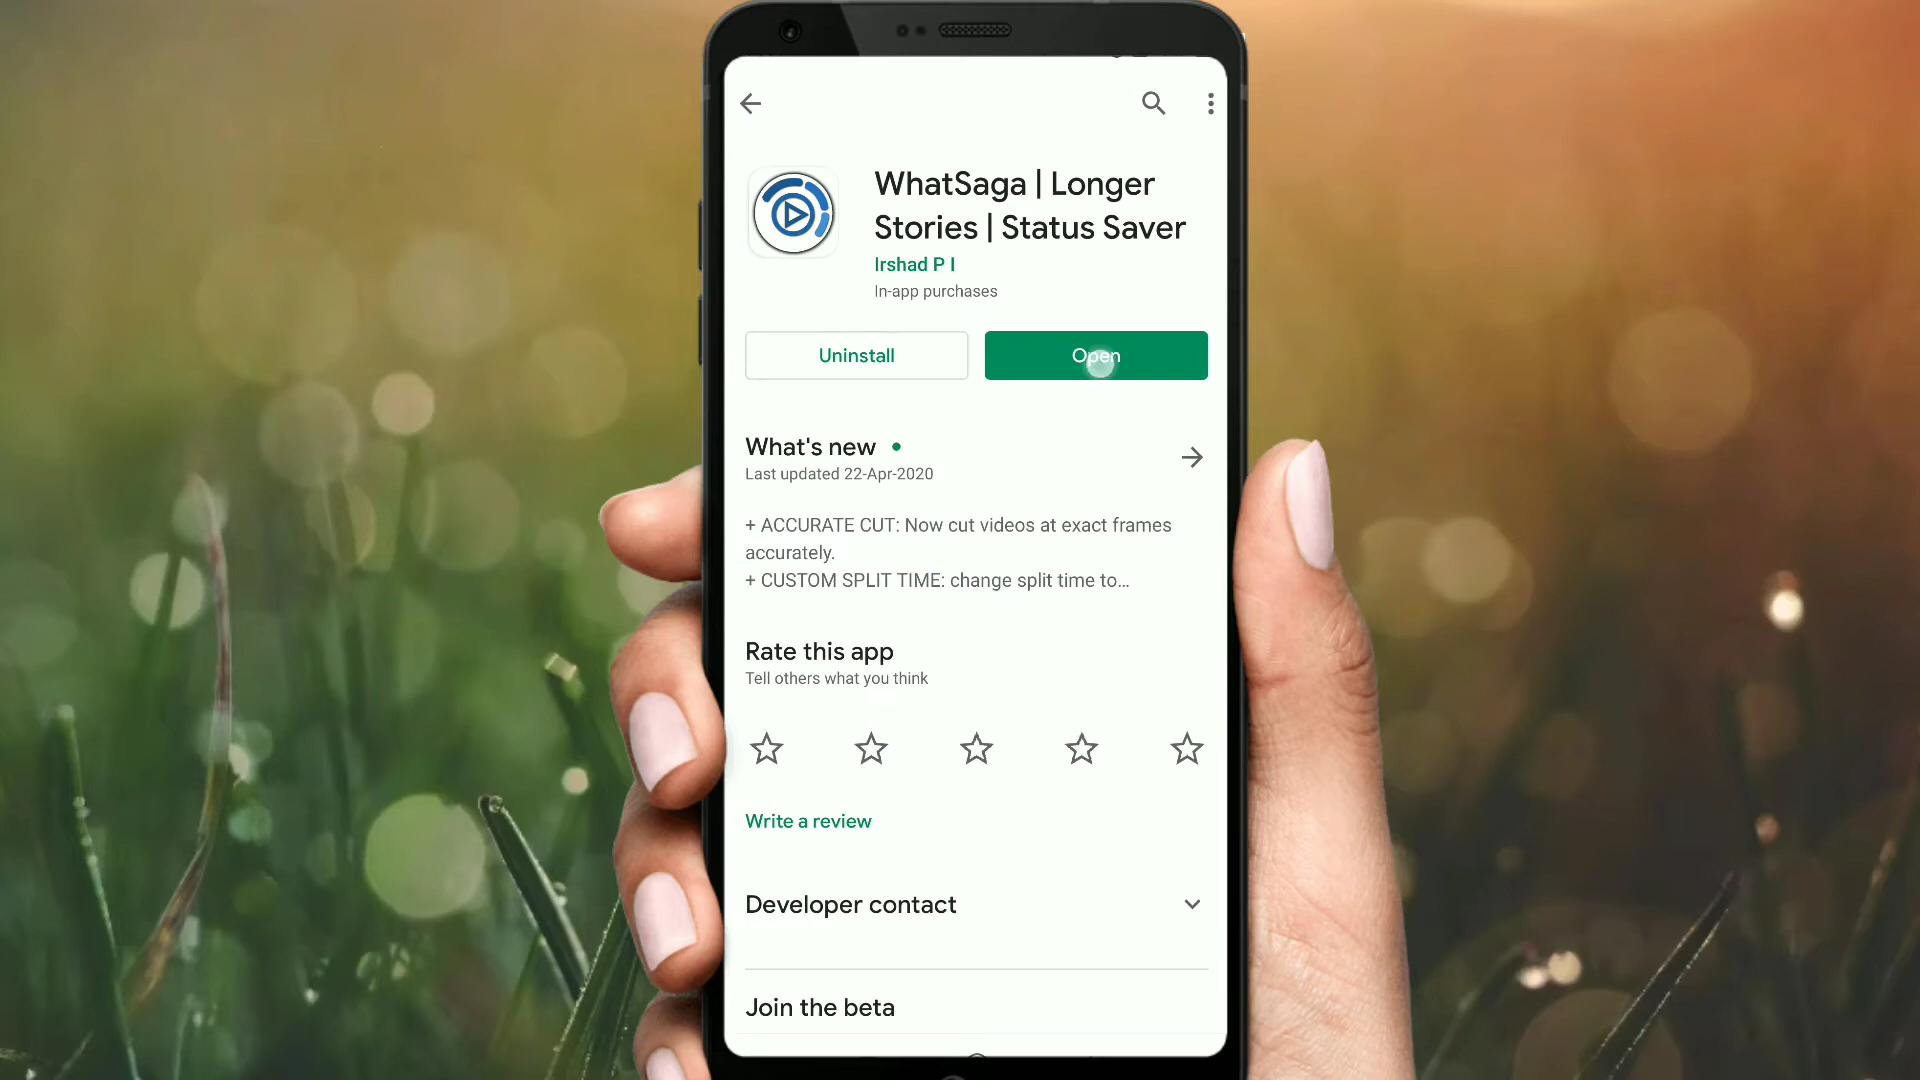 WhatSaga | Longer
Stories | Status Saver
Irshad P I
In-app purchases
Uninstall
Open
What's new
Last updated 22-Apr-2020
+ ACCURATE CUT: Now cut videos at exact frames
accurately.
+ CUSTOM SPLIT TIME: change split time to…
Rate this app
Tell others what you think
Write a review
Developer contact
Join the beta